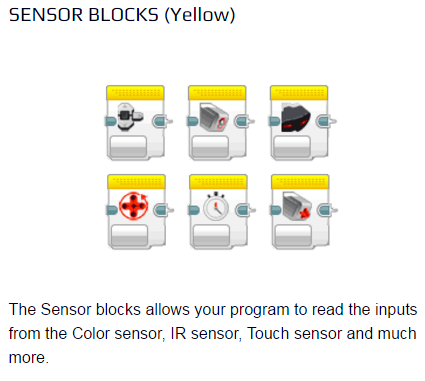 SENSOR BLOCKS (Yellow)
The Sensor blocks allows your program to read the inputs
from the Color sensor, IR sensor, Touch sensor and much
more.